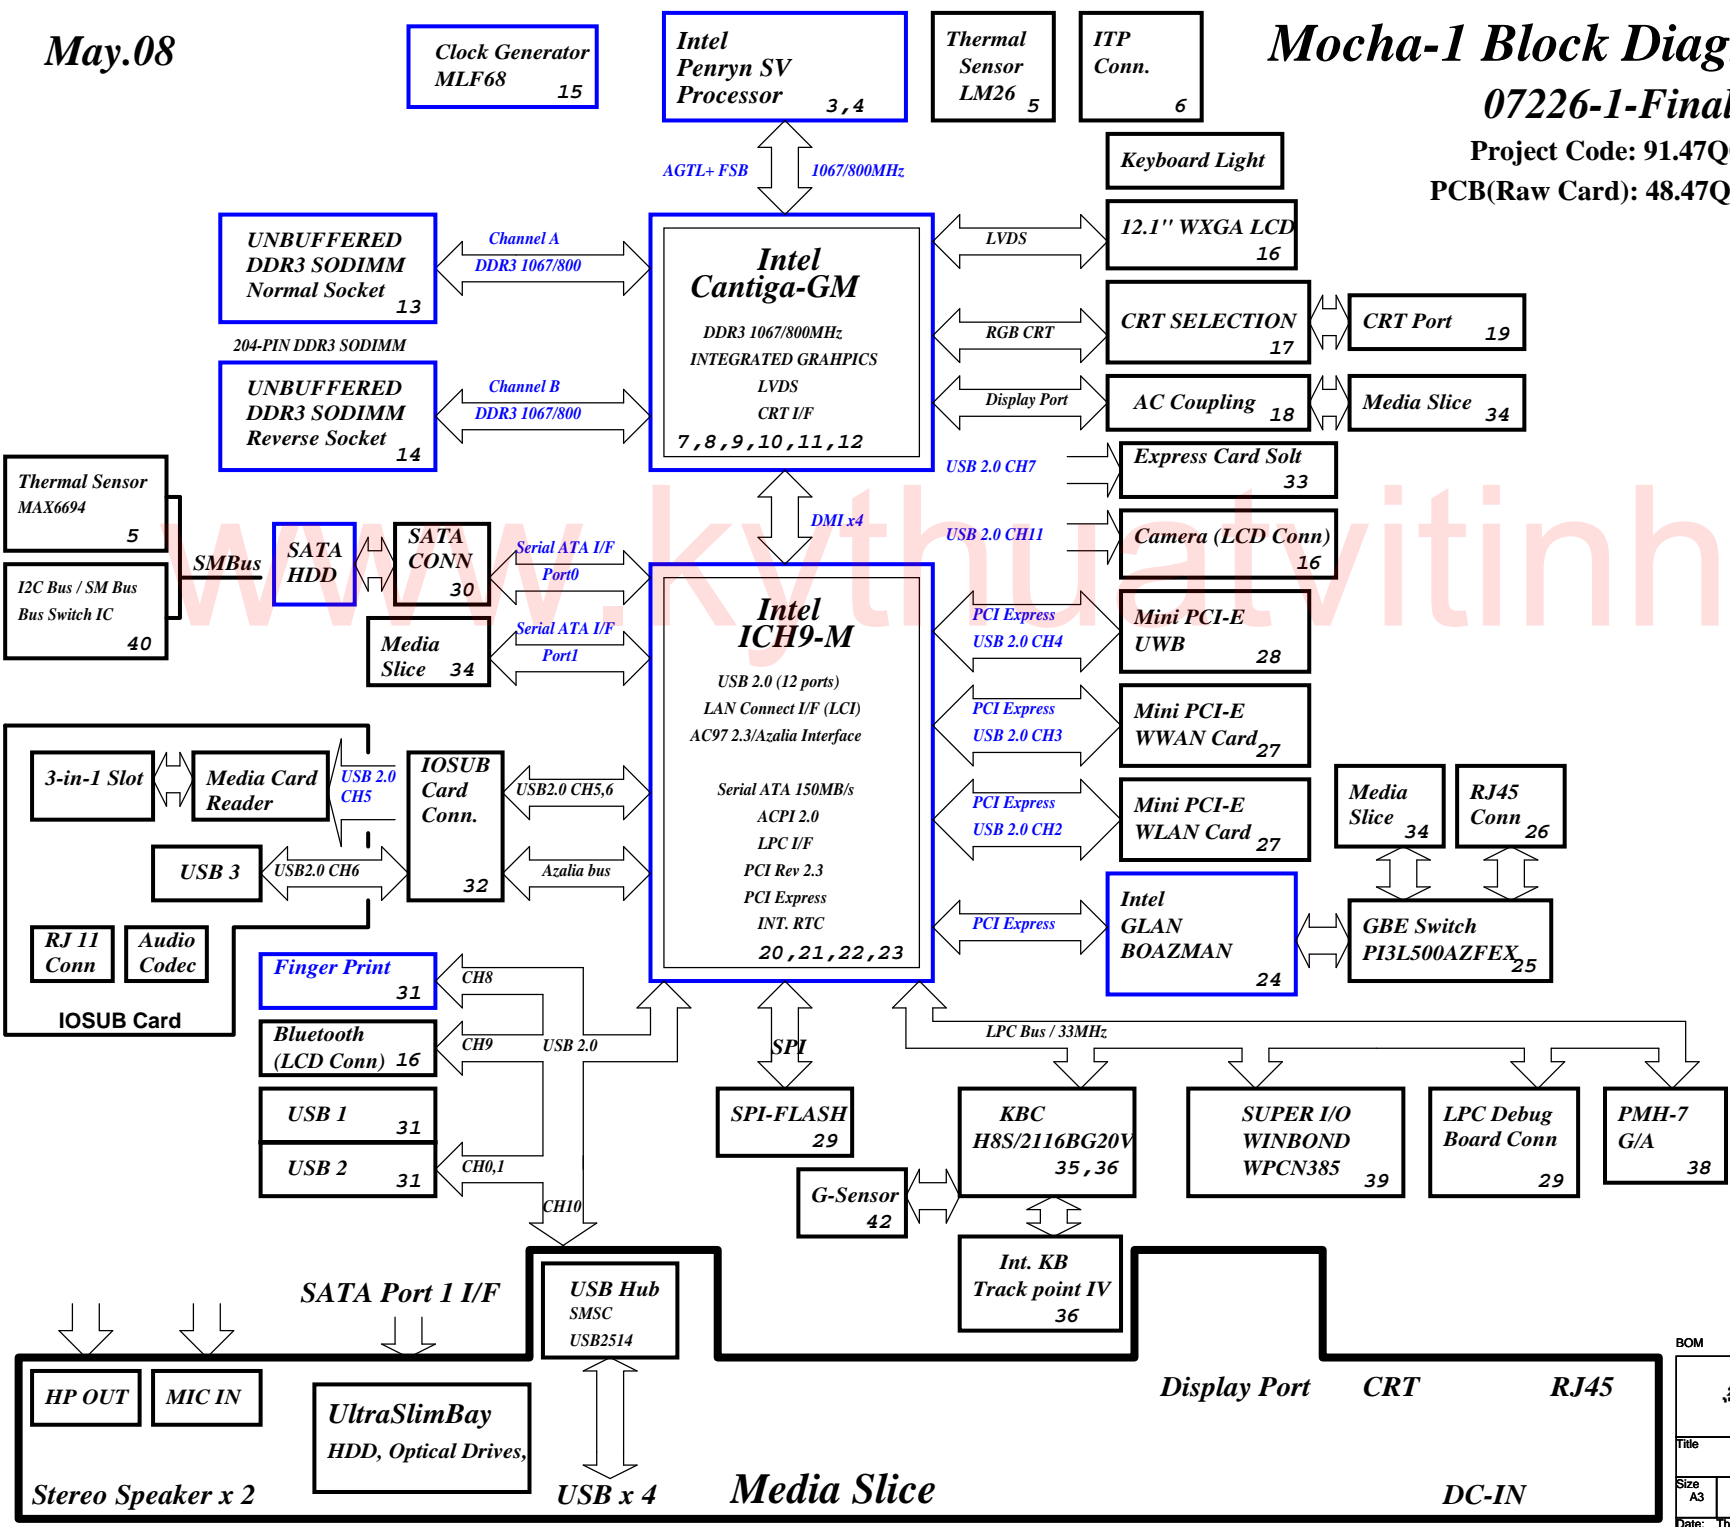 May.08
Mocha-1 Block Diag
07226-1-Final
Project Code: 91.47Q
PCB(Raw Card): 48.47Q
Clock Generator
MLF68
15
Intel
Penryn SV
Processor
3,4
Thermal
Sensor
LM26
5
ITP
Conn.
6
AGTL+ FSB
1067/800MHz
Keyboard Light
UNBUFFERED
DDR3 SODIMM
Normal Socket
13
Channel A
DDR3 1067/800
204-PIN DDR3 SODIMM
UNBUFFERED
DDR3 SODIMM
Reverse Socket
14
Channel B
DDR3 1067/800
Intel
Cantiga-GM
DDR3 1067/800MHz
INTEGRATED GRAHPICS
LVDS
CRT I/F
7,8,9,10,11,12
LVDS
12.1'' WXGA LCD
16
RGB CRT
CRT SELECTION
17
CRT Port
19
Display Port
AC Coupling
18
Media Slice
34
USB 2.0 CH7
Express Card Solt
33
USB 2.0 CH11
Camera (LCD Conn)
16
DMI x4
www.kythuatvitinh
Thermal Sensor
MAX6694
5
I2C Bus / SM Bus
Bus Switch IC
40
SMBus
SATA
HDD
SATA
CONN
30
Serial ATA I/F
Port0
Media
Slice
34
Serial ATA I/F
Port1
Intel
ICH9-M
USB 2.0 (12 ports)
LAN Connect I/F (LCI)
AC97 2.3/Azalia Interface
Serial ATA 150MB/s
ACPI 2.0
LPC I/F
PCI Rev 2.3
PCI Express
INT. RTC
20,21,22,23
PCI Express
USB 2.0 CH4
Mini PCI-E
UWB
28
PCI Express
USB 2.0 CH3
Mini PCI-E
WWAN Card
27
PCI Express
USB 2.0 CH2
Mini PCI-E
WLAN Card
27
Media
Slice
34
RJ45
Conn
26
PCI Express
Intel
GLAN
BOAZMAN
24
GBE Switch
PI3L500AZFEX
25
3-in-1 Slot
Media Card
Reader
USB 2.0
CH5
IOSUB
Card
Conn.
32
USB2.0 CH5,6
USB 3
USB2.0 CH6
Azalia bus
RJ 11
Conn
Audio
Codec
IOSUB Card
Finger Print
31
CH8
Bluetooth
(LCD Conn)
16
CH9
USB 2.0
USB 1
31
USB 2
31
CH0,1
CH10
SPI
SPI-FLASH
29
LPC Bus / 33MHz
KBC
H8S/2116BG20V
35,36
SUPER I/O
WINBOND
WPCN385
39
LPC Debug
Board Conn
29
PMH-7
G/A
38
G-Sensor
42
Int. KB
Track point IV
36
SATA Port 1 I/F
USB Hub
SMSC
USB2514
HP OUT
MIC IN
UltraSlimBay
HDD, Optical Drives,
Display Port
CRT
RJ45
Stereo Speaker x 2
USB x 4
Media Slice
DC-IN
BOM
Title
Size
A3
Date: